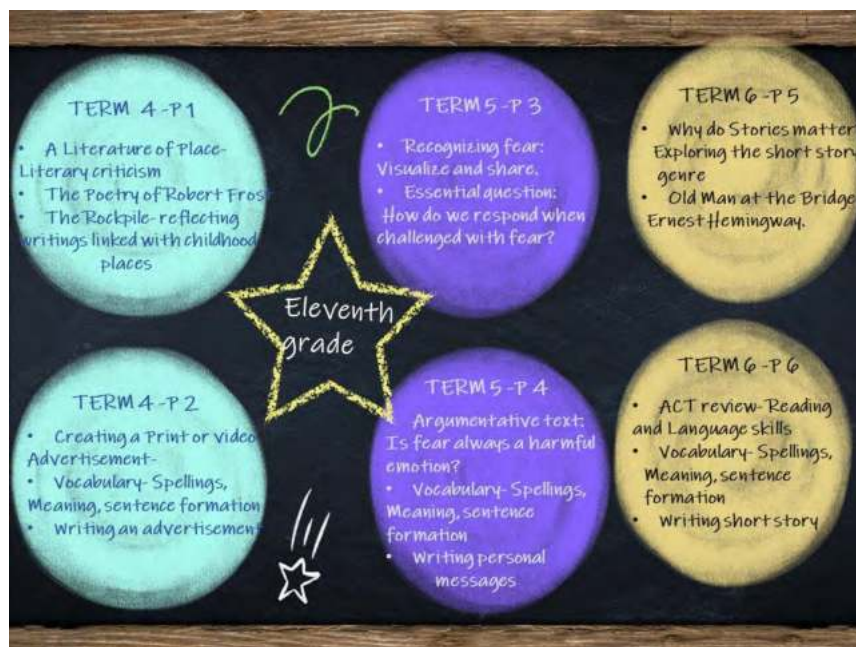 TERM 4-P1
• A Literature of Place-
Literary criticism
• The Poetry of Robert Frost
• The Rockpile- reflecting
writings linked with childhood
places
TERM 5-P 3
• Recognizing fear:
Visualize and share.
• Essential question:
How do we respond when
challenged with fear?
TERM 6-P 5
• Why do Stories matter
Exploring the short story
genre
• Old Man at the Bridge
Ernest Hemingway.
Eleventh
grade
TERM 4-P 2
• Creating a Print or video
Advertisement-
• Vocabulary- Spellings,
Meaning, sentence formation
• Writing an advertisement
TERM 5-P 4
• Argumentative text:
Is fear always a harmful
emotion?
• Vocabulary- Spellings,
Meaning, sentence
formation
• Writing personal
messages
TERM 6-P 6
• ACT review- Reading
and Language skills
• Vocabulary- Spellings,
Meaning, sentence
formation
• Writing short story